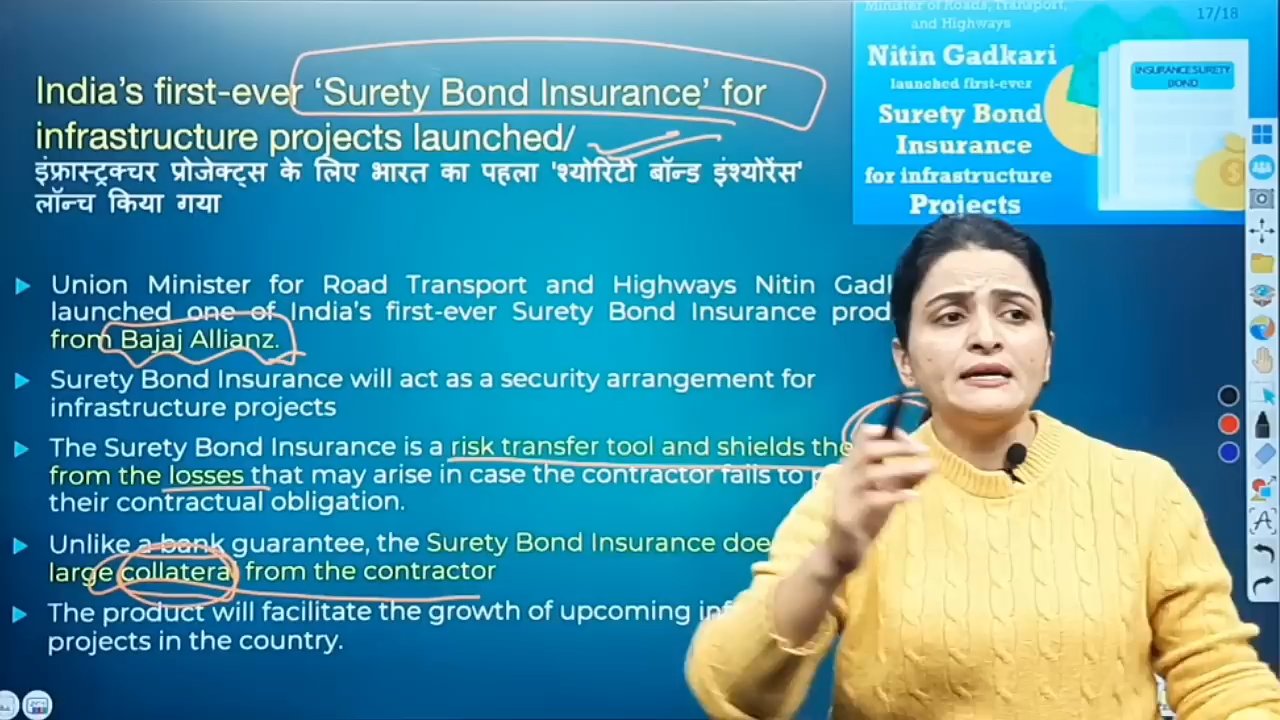 Minister of Roads, Transport,
and Highways
17/18
Nitin Gadkari
launched first-ever
Surety Bond
Insurance
for infrastructure
Projects
INSURANCE SURETY
BOND
India's first-ever 'Surety Bond Insurance' for
infrastructure projects launched/
इंफ्रास्ट्रक्चर प्रोजेक्ट्स के लिए भारत का पहला 'श्योरिटी बॉन्ड इंश्योरेंस'
लॉन्च किया गया
Union Minister for Road Transport and Highways Nitin
launched one of India's first-ever Surety Bond Insurance
from Bajaj Allianz.
Surety Bond Insurance will act as a security arrangement for
infrastructure projects
The Surety Bond Insurance is a risk transfer tool and shields the
from the losses that may arise in case the contractor fails to
their contractual obligation.
Unlike a bank guarantee, the Surety Bond Insurance
large collatera from the contractor
The product will facilitate the growth of upcoming
projects in the country.